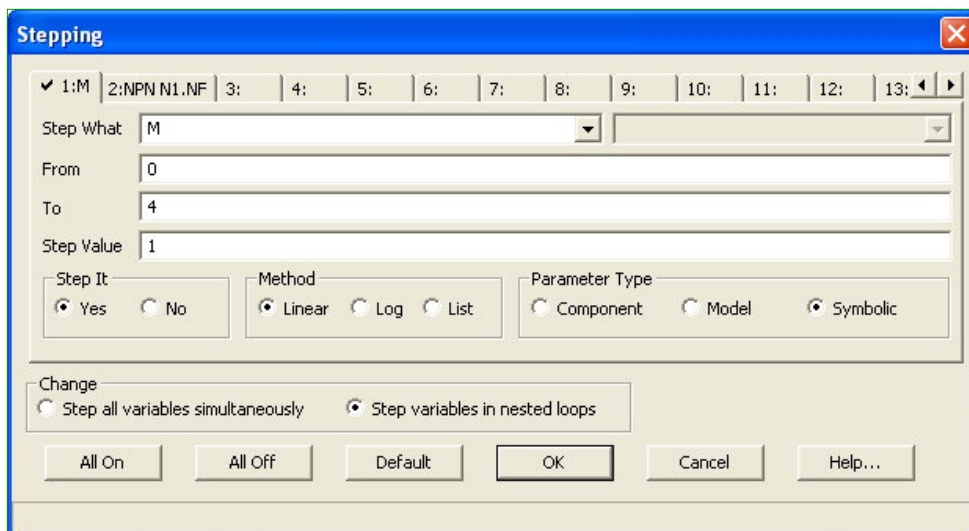 Stepping
1:M 2:NPN N1.NF 3: 4: 5: 6: 7: 8: 9: 10: 11: 12: 13:
Step What M
From 0
To 4
Step Value 1
Step It Method Parameter Type
Yes No Linear Log List Component Model Symbolic
Change
Step all variables simultaneously Step variables in nested loops
All On All Off Default OK Cancel Help...